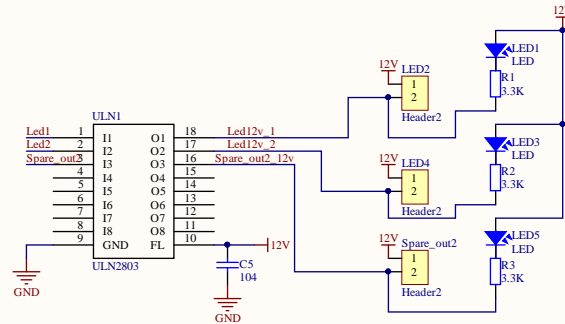 12V
LED1
LED
R1
3.3K
12V
LED2
1
2
Header2
ULN1
Led1
1
I1
O1
18
Led12v_1
Led2
2
I2
O2
17
Led12v_2
Spare_out2
3
I3
O3
16
Spare_out2_12v
4
I4
O4
15
5
I5
O5
14
6
I6
O6
13
7
I7
O7
12
8
I8
O8
11
9
GND
FL
10
12V
ULN2803
C5
104
GND
GND
12V
LED4
1
2
Header2
LED3
LED
R2
3.3K
12V
Spare_out2
1
2
Header2
LED5
LED
R3
3.3K